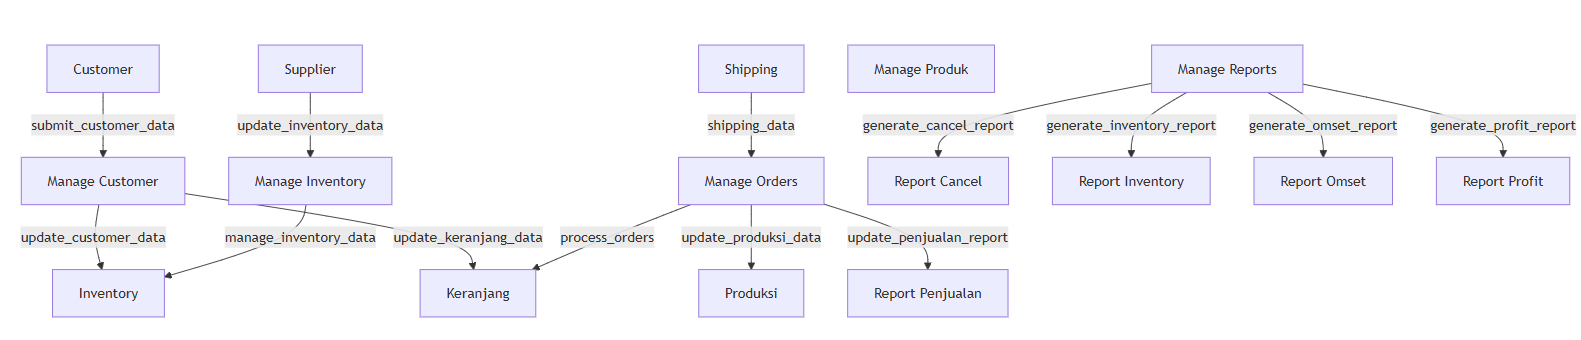 Customer
Supplier
Shipping
Manage Produk
Manage Reports
submit_customer_data
update_inventory_data
shipping_data
generate_cancel_report
generate_inventory_report
generate_omset_report
generate_profit_report
Manage Customer
Manage Inventory
Manage Orders
Report Cancel
Report Inventory
Report Omset
Report Profit
update_customer_data
manage_inventory_data
update_keranjang_data
process_orders
update_produksi_data
update_penjualan_report
Inventory
Keranjang
Produksi
Report Penjualan